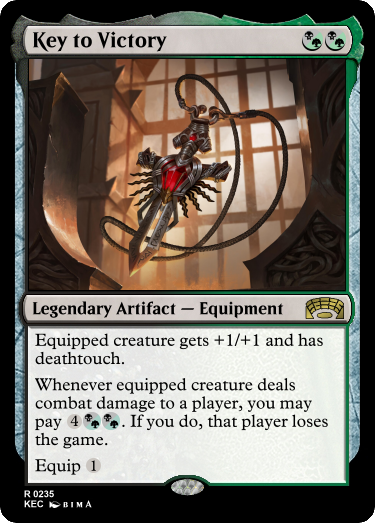 Key to Victory
Legendary Artifact — Equipment
Equipped creature gets +1/+1 and has
deathtouch.
Whenever equipped creature deals
combat damage to a player, you may
pay 4. If you do, that player loses
the game.
Equip 1
R 0235
KEC BIMA